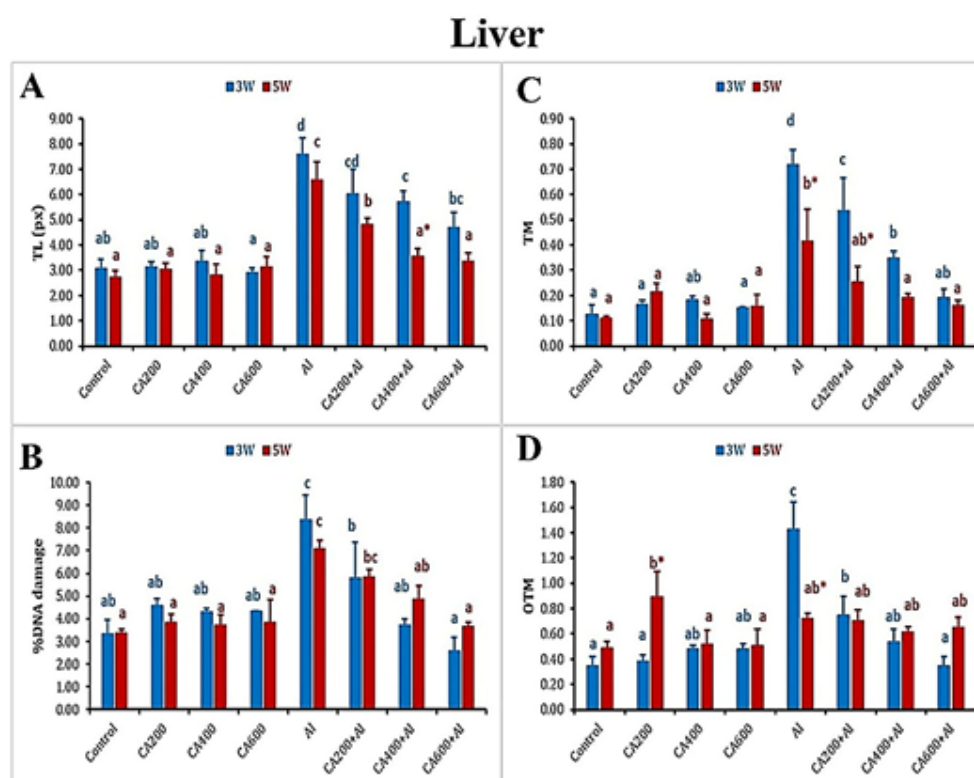 Liver
A
3W 5W
TL (px)
9.00
8.00
7.00
6.00
5.00
4.00
3.00
2.00
1.00
0.00
ab a ab a ab a a a d c cd b c a* bc a
Control CA200 CA400 CA600 Al CA200+Al CA400+Al CA600+Al
C
3W 5W
TM
0.90
0.80
0.70
0.60
0.50
0.40
0.30
0.20
0.10
0.00
a a a a ab a a a d b* c ab* b a ab a
Control CA200 CA400 CA600 Al CA200+Al CA400+Al CA600+Al
B
3W 5W
%DNA damage
10.00
9.00
8.00
7.00
6.00
5.00
4.00
3.00
2.00
1.00
0.00
ab a ab a ab a ab a c c b bc ab ab a a
Control CA200 CA400 CA600 Al CA200+Al CA400+Al CA600+Al
D
3W 5W
OTM
1.80
1.60
1.40
1.20
1.00
0.80
0.60
0.40
0.20
0.00
a a a b* ab a ab a c ab* b ab ab ab a ab
Control CA200 CA400 CA600 Al CA200+Al CA400+Al CA600+Al